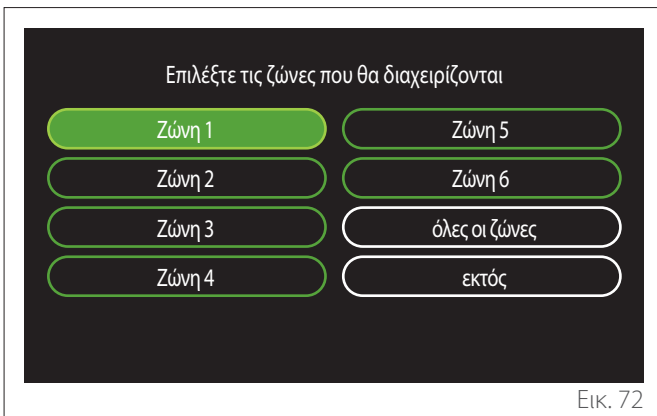 Επιλέξτε τις ζώνες που θα διαχειρίζονται
Ζώνη 1
Ζώνη 2
Ζώνη 3
Ζώνη 4
Ζώνη 5
Ζώνη 6
όλες οι ζώνες
εκτός
Εικ. 72